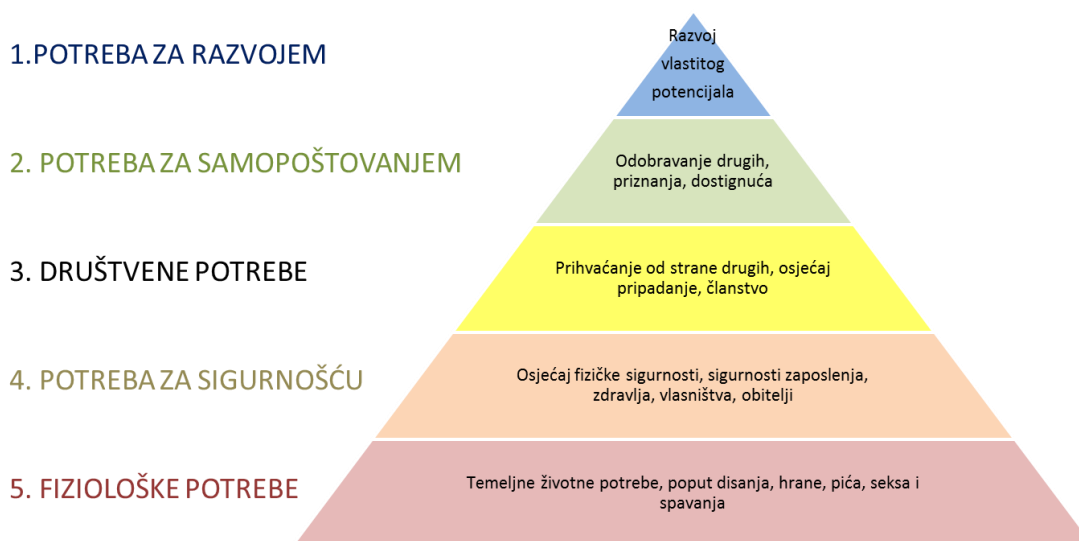 1.POTREBA ZA RAZVOJEM
Razvoj
vlastitog
potencijala
2. POTREBA ZA SAMOPOŠTOVANJEM
Odobravanje drugih,
priznanja, dostignuća
3. DRUŠTVENE POTREBE
Prihvaćanje od strane drugih, osjećaj
pripadanje, članstvo
4. POTREBA ZA SIGURNOŠĆU
Osjećaj fizičke sigurnosti, sigurnosti zaposlenja,
zdravlja, vlasništva, obitelji
5. FIZIOLOŠKE POTREBE
Temeljne životne potrebe, poput disanja, hrane, pića, seksa i
spavanja